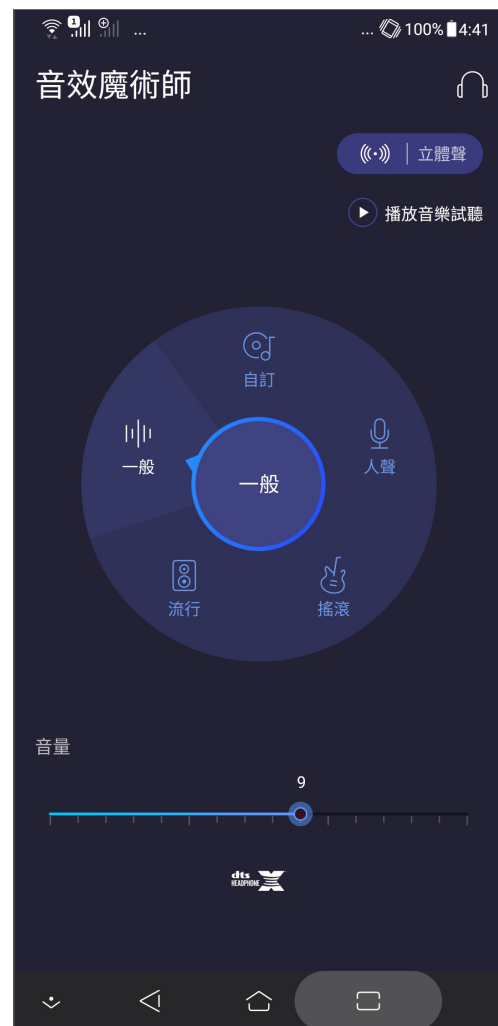 1
...
... 100% 4:41
音效魔術師
立體聲
播放音樂試聽
自訂
一般
人聲
一般
流行
搖滾
音量
9
dts
HEADPHONE X